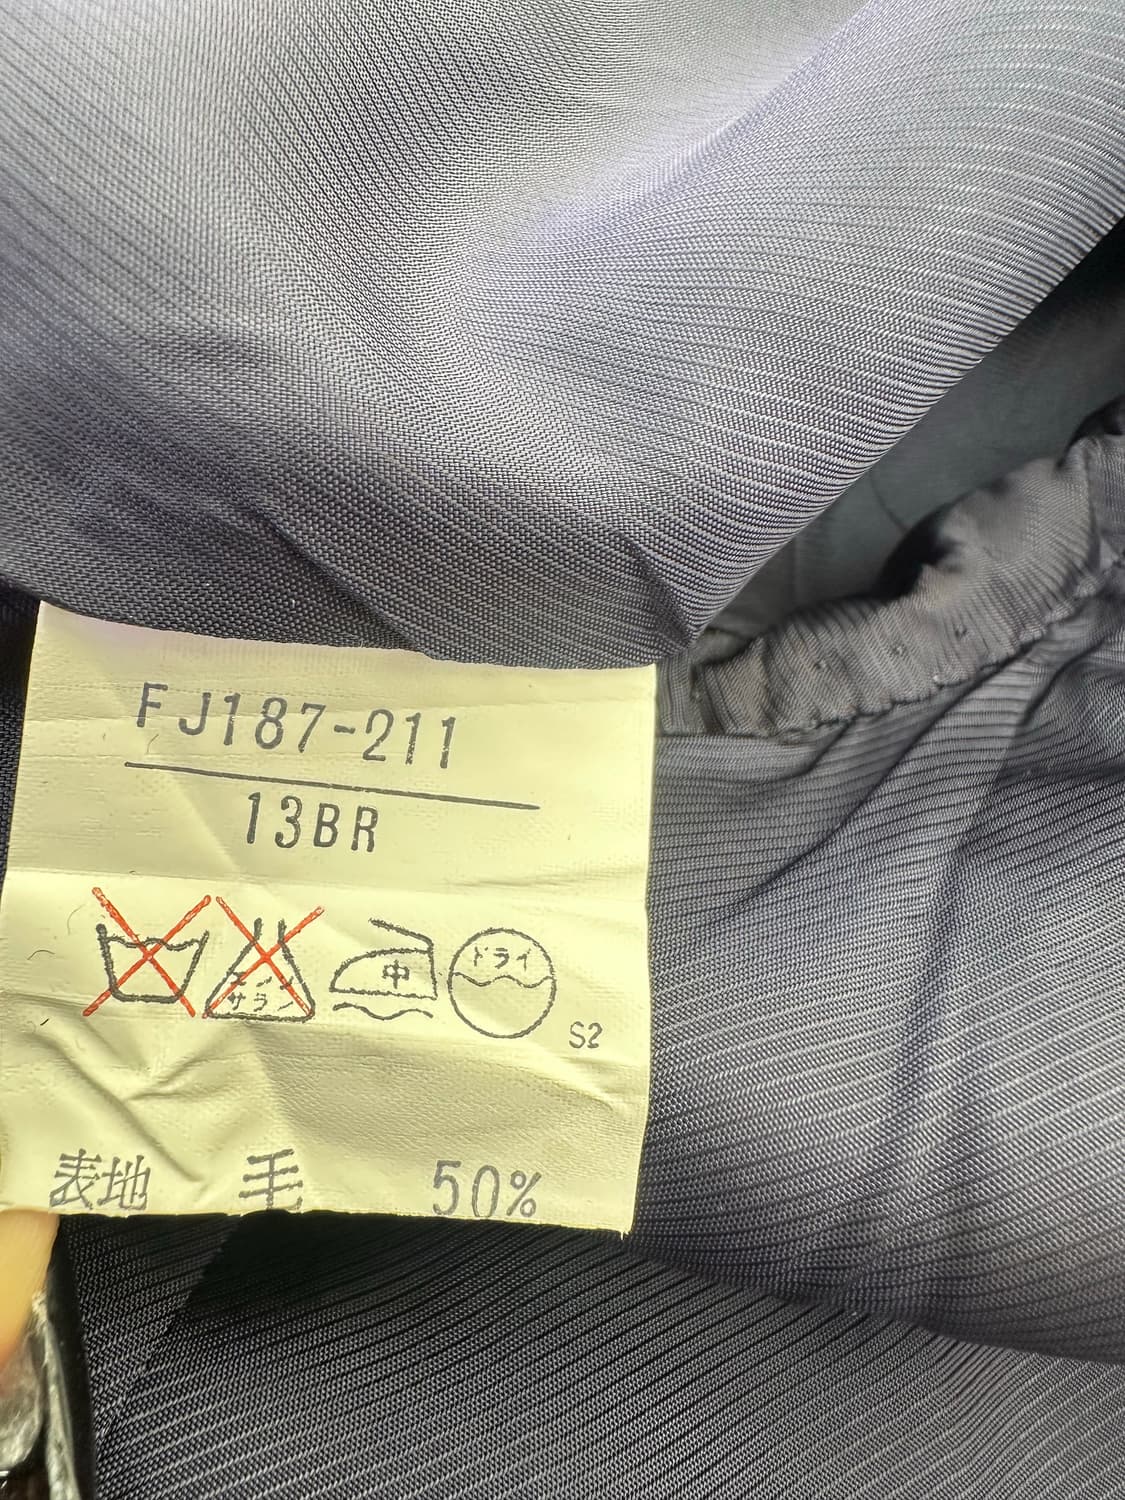 FJ187-211
13BR
中 ドライ
エンソ
サラシ
S2
表地 毛 50%